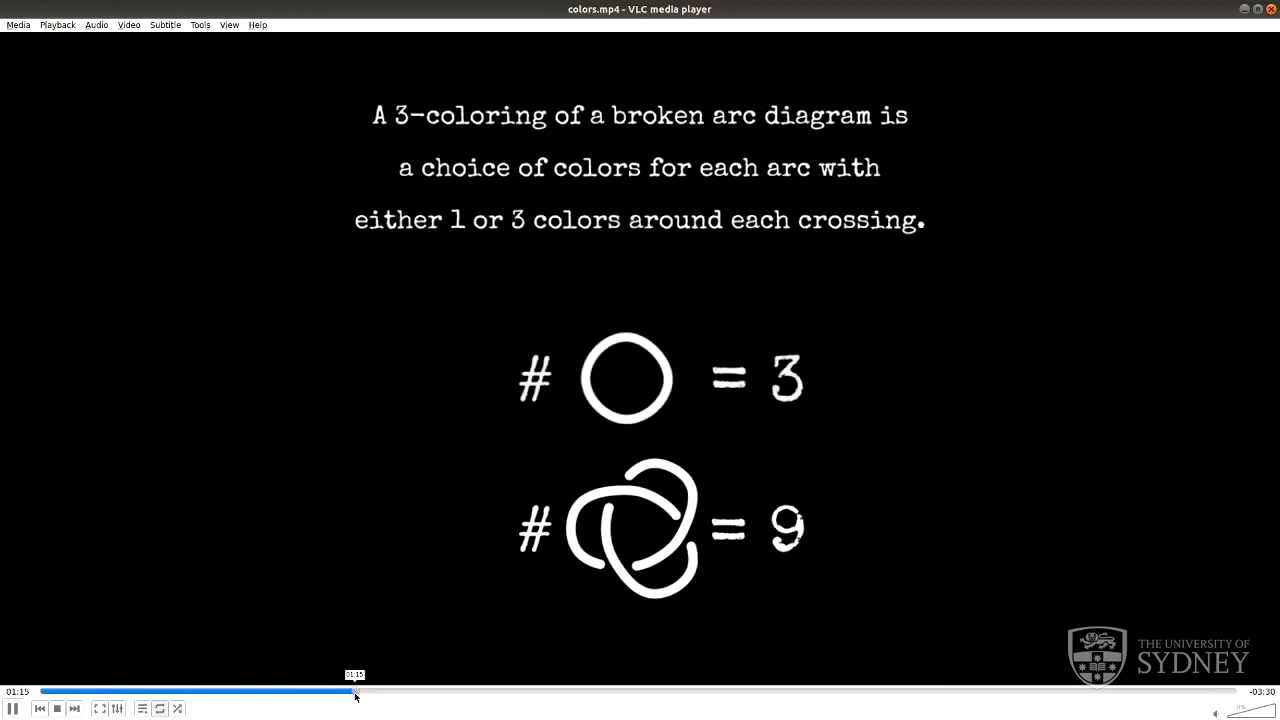 colors.mp4 - VLC media player
Media Playback Audio Video Subtitle Tools View Help
A 3-coloring of a broken arc diagram is
a choice of colors for each arc with
either 1 or 3 colors around each crossing.
# = 3
# = 9
THE UNIVERSITY OF
SYDNEY
01:15
01:15
-03:30
0%